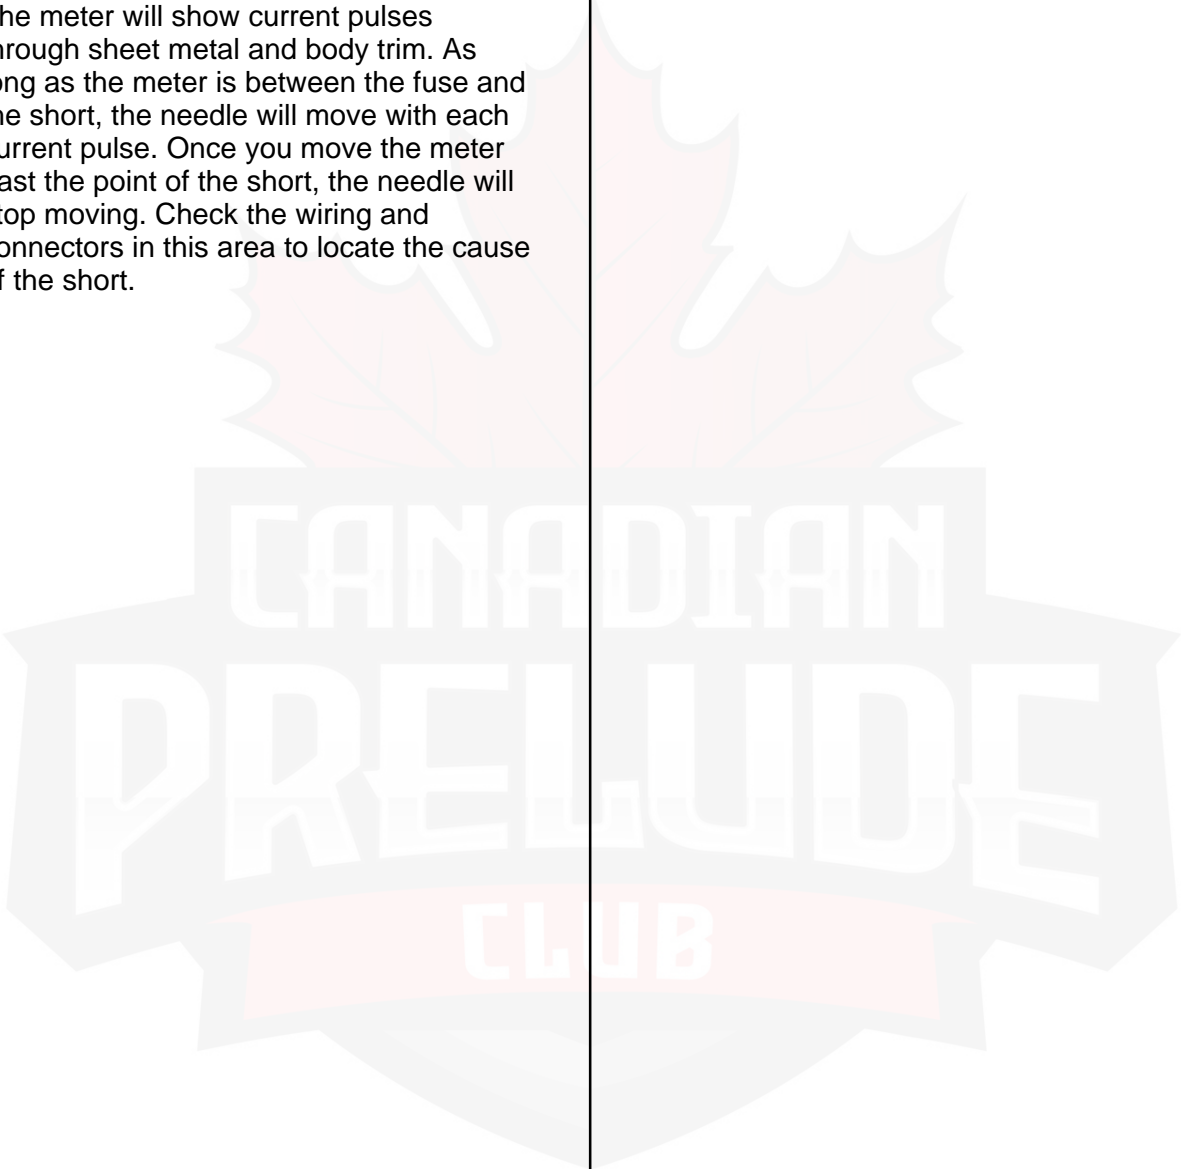 he meter will show current pulses
hrough sheet metal and body trim. As
ong as the meter is between the fuse and
he short, the needle will move with each
urrent pulse. Once you move the meter
ast the point of the short, the needle will
top moving. Check the wiring and
onnectors in this area to locate the cause
f the short.
CANADIAN
PRELUDE
CLUB